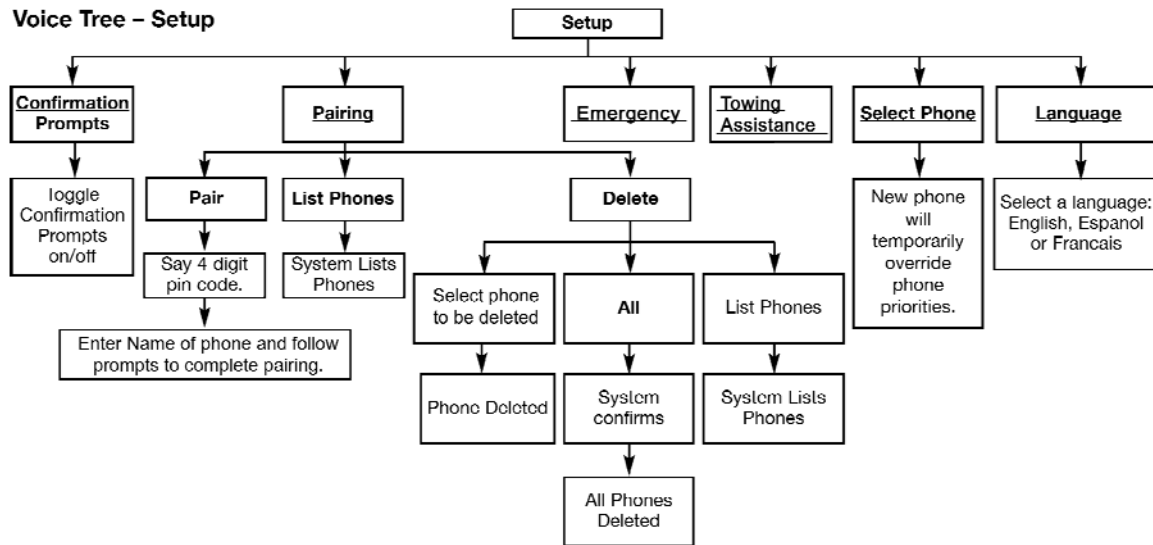 Voice Tree – Setup
Setup
Confirmation
Prompts
Pairing
Emergency
Towing
Assistance
Select Phone
Language
Ioggle
Confirmation
Prompts
on/off
Pair
List Phones
Delete
New phone
will
temporarily
override
phone
priorities.
Select a language:
English, Espanol
or Francais
Say 4 digit
pin code.
System Lists
Phones
Select phone
to be deleted
All
List Phones
Enter Name of phone and follow
prompts to complete pairing.
Phone Deleted
System
confirms
System Lists
Phones
All Phones
Deleted